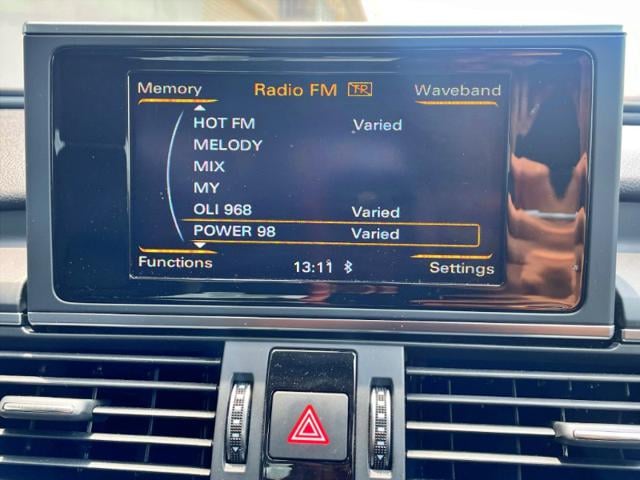 Memory Radio FM TP Waveband
HOT FM Varied
MELODY
MIX
MY
OLI 968 Varied
POWER 98 Varied
Functions 13:11 Settings